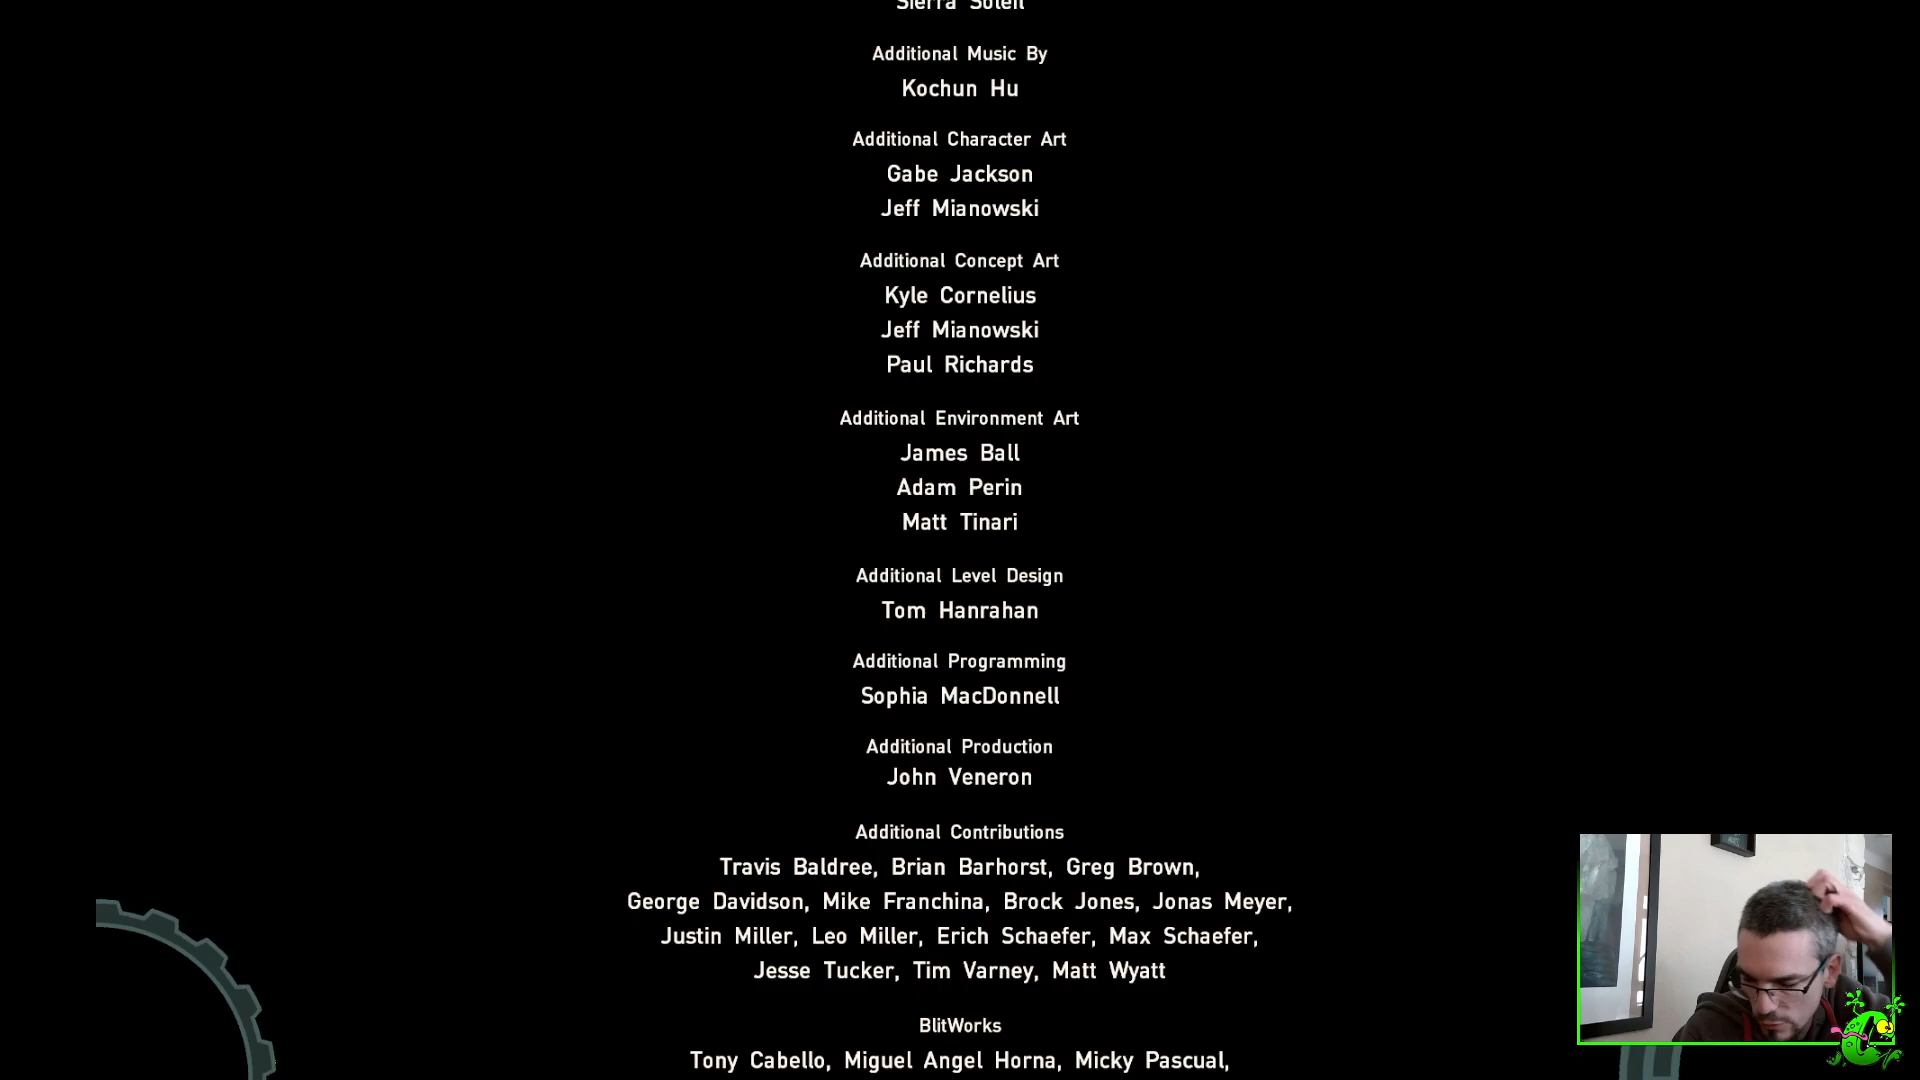 Sierra Soleil
Additional Music By
Kochun Hu
Additional Character Art
Gabe Jackson
Jeff Mianowski
Additional Concept Art
Kyle Cornelius
Jeff Mianowski
Paul Richards
Additional Environment Art
James Ball
Adam Perin
Matt Tinari
Additional Level Design
Tom Hanrahan
Additional Programming
Sophia MacDonnell
Additional Production
John Veneron
Additional Contributions
Travis Baldree, Brian Barhorst, Greg Brown,
George Davidson, Mike Franchina, Brock Jones, Jonas Meyer,
Justin Miller, Leo Miller, Erich Schaefer, Max Schaefer,
Jesse Tucker, Tim Varney, Matt Wyatt
BlitWorks
Tony Cabello, Miguel Angel Horna, Micky Pascual,